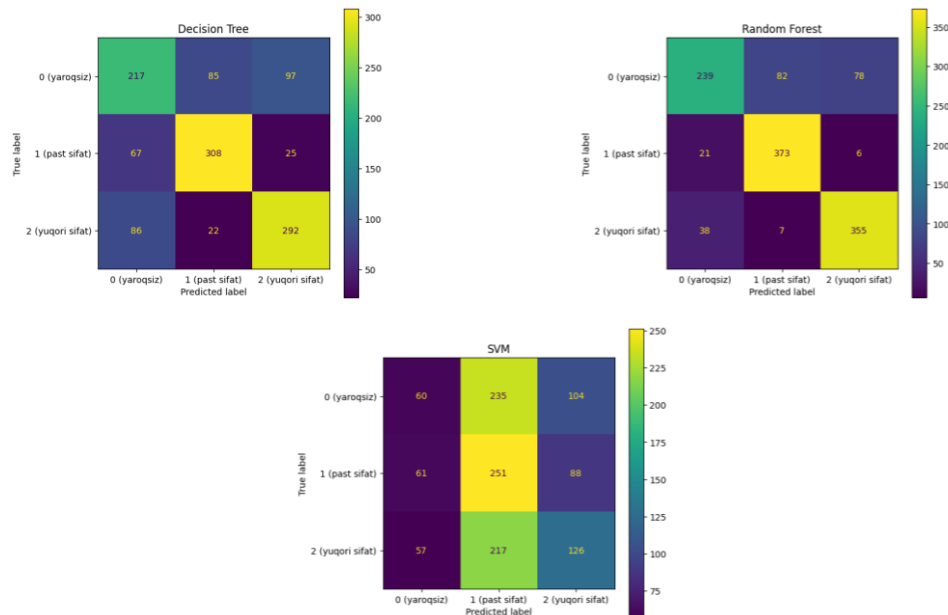 Decision Tree
True label
0 (yaroqsiz)
217 85 97
1 (past sifat)
67 308 25
2 (yuqori sifat)
86 22 292
0 (yaroqsiz) 1 (past sifat) 2 (yuqori sifat)
Predicted label
300
250
200
150
100
50
Random Forest
True label
0 (yaroqsiz)
239 82 78
1 (past sifat)
21 373 6
2 (yuqori sifat)
38 7 355
0 (yaroqsiz) 1 (past sifat) 2 (yuqori sifat)
Predicted label
350
300
250
200
150
100
50
SVM
True label
0 (yaroqsiz)
60 235 104
1 (past sifat)
61 251 88
2 (yuqori sifat)
57 217 126
0 (yaroqsiz) 1 (past sifat) 2 (yuqori sifat)
Predicted label
250
225
200
175
150
125
100
75